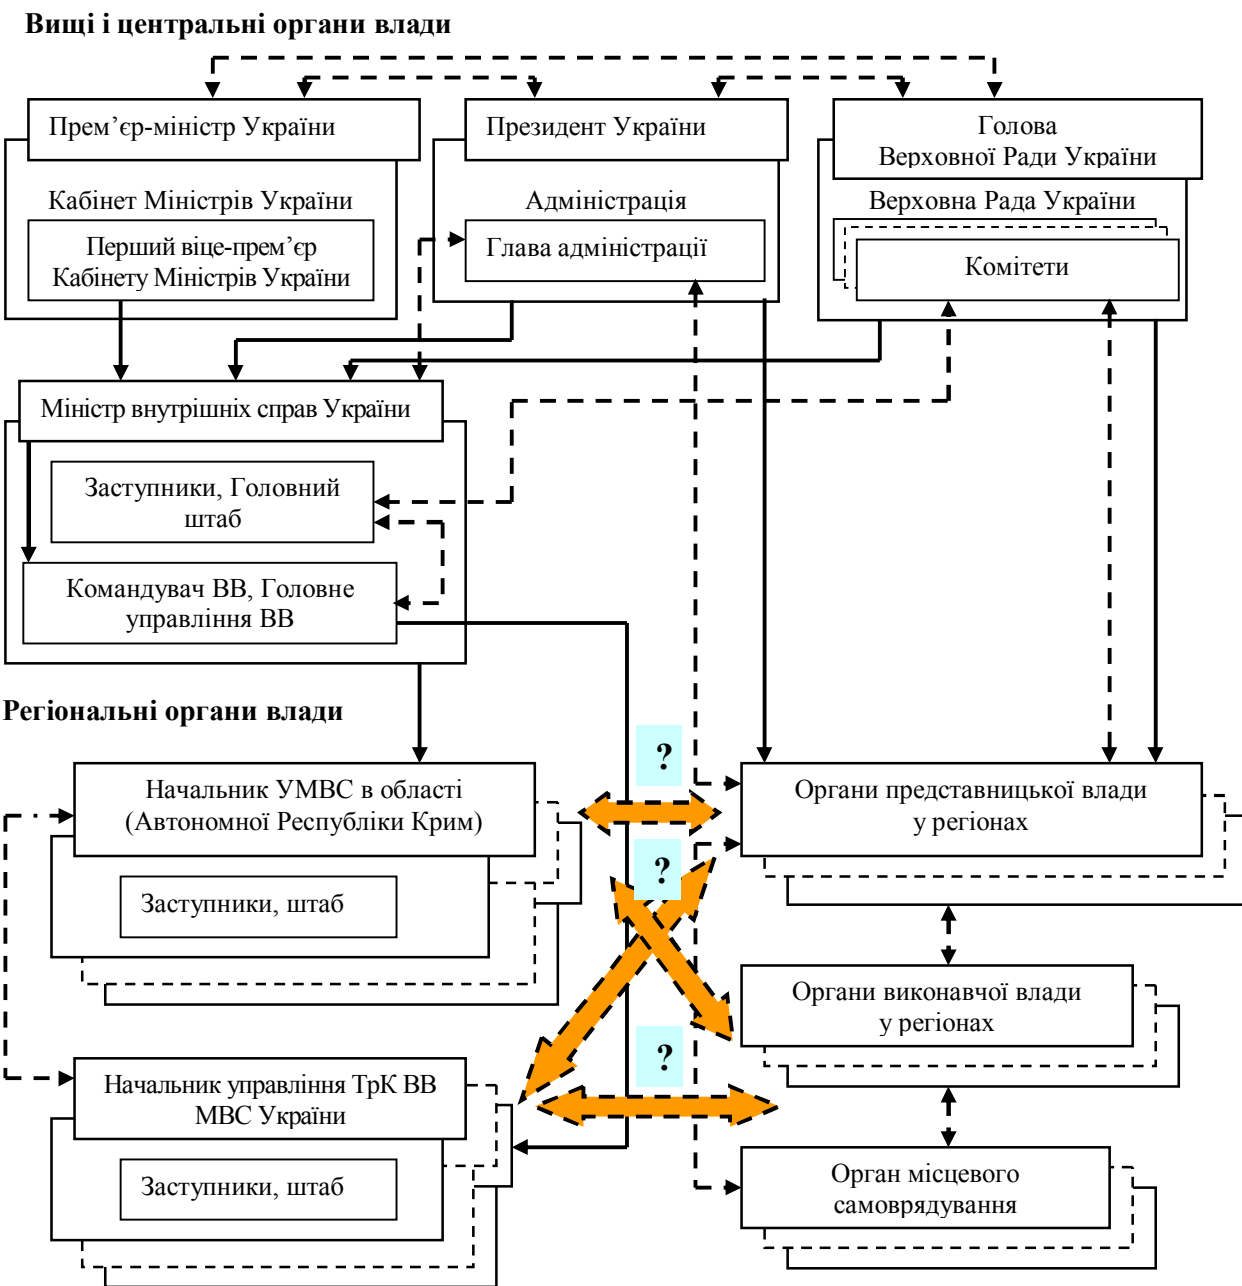 Вищі і центральні органи влади
Прем’єр-міністр України
Президент України
Голова
Верховної Ради України
Кабінет Міністрів України
Адміністрація
Верховна Рада України
Перший віце-прем’єр
Кабінету Міністрів України
Глава адміністрації
Комітети
Міністр внутрішніх справ України
Заступники, Головний
штаб
Командувач ВВ, Головне
управління ВВ
Регіональні органи влади
?
Начальник УМВС в області
(Автономної Республіки Крим)
Органи представницької влади
у регіонах
?
Заступники, штаб
Органи виконавчої влади
у регіонах
?
Начальник управління ТрК ВВ
МВС України
Заступники, штаб
Орган місцевого
самоврядування